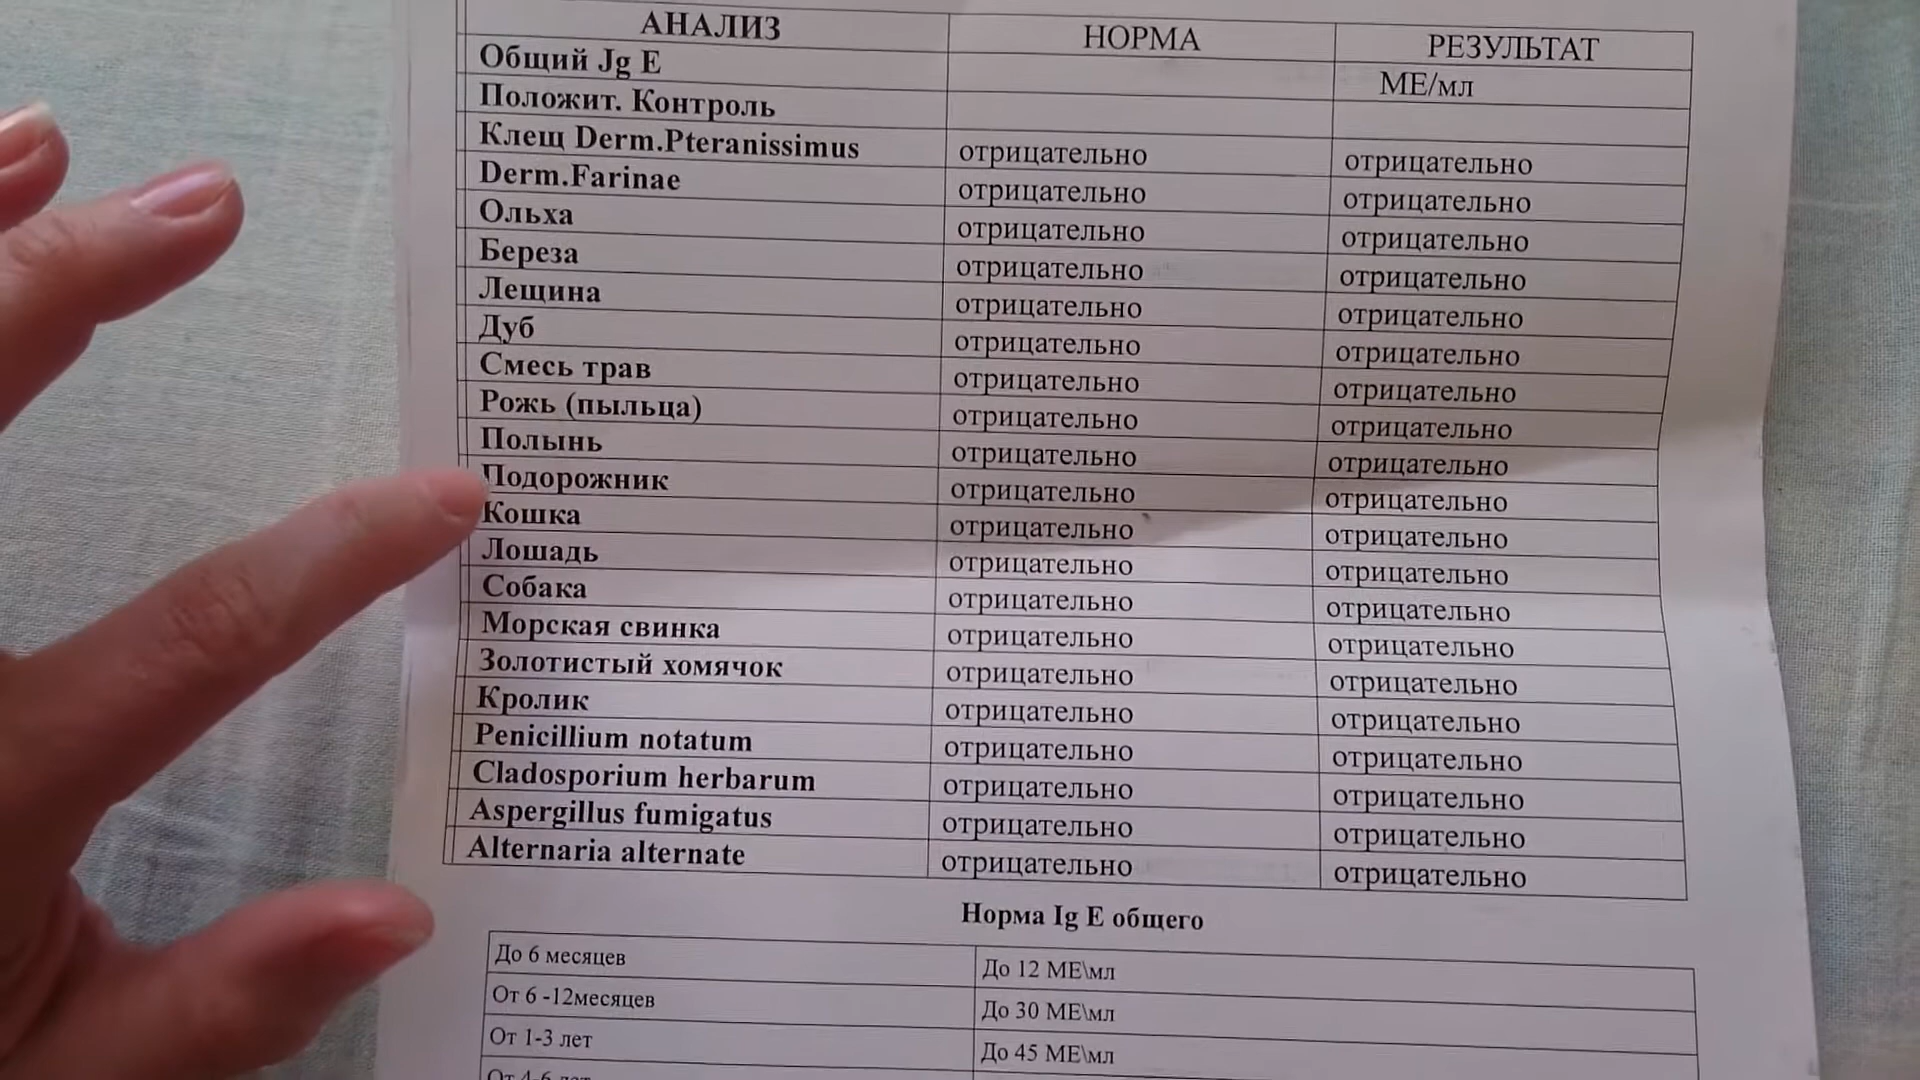 АНАЛИЗ НОРМА РЕЗУЛЬТАТ
Общий Jg E МЕ/мл
Положит. Контроль
Клещ Derm.Pteranissimus отрицательно отрицательно
Derm.Farinae отрицательно отрицательно
Ольха отрицательно отрицательно
Береза отрицательно отрицательно
Лещина отрицательно отрицательно
Дуб отрицательно отрицательно
Смесь трав отрицательно отрицательно
Рожь (пыльца) отрицательно отрицательно
Полынь отрицательно отрицательно
Подорожник отрицательно отрицательно
Кошка отрицательно отрицательно
Лошадь отрицательно отрицательно
Собака отрицательно отрицательно
Морская свинка отрицательно отрицательно
Золотистый хомячок отрицательно отрицательно
Кролик отрицательно отрицательно
Penicillium notatum отрицательно отрицательно
Cladosporium herbarum отрицательно отрицательно
Aspergillus fumigatus отрицательно отрицательно
Alternaria alternate отрицательно отрицательно
Норма Ig E общего
До 6 месяцев До 12 МЕ\мл
От 6 -12месяцев До 30 МЕ\мл
От 1-3 лет До 45 МЕ\мл
От 4-6 лет